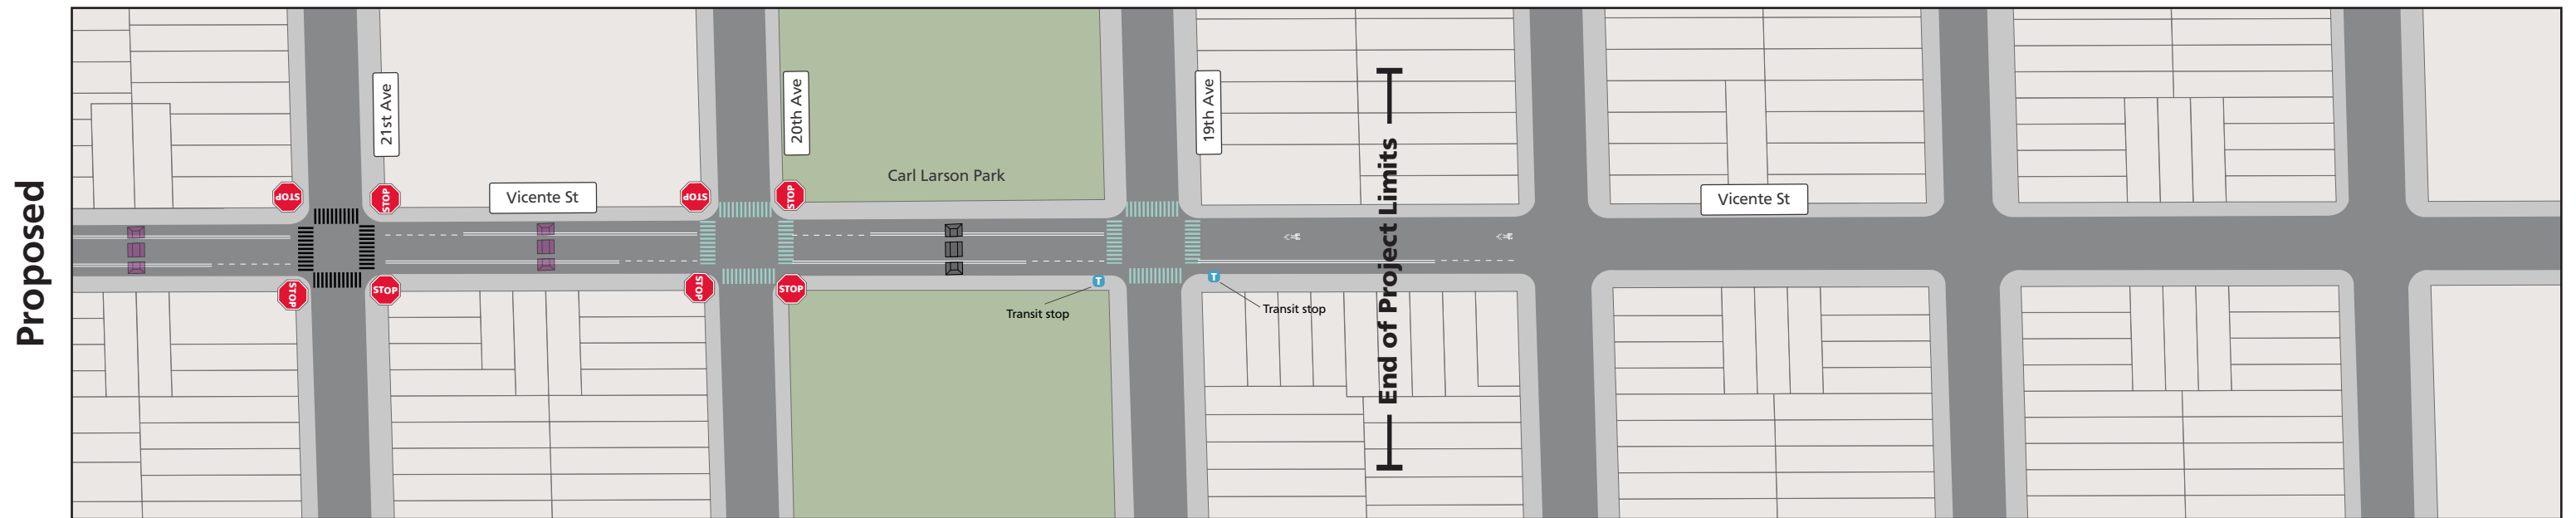 Proposed
21st Ave
20th Ave
19th Ave
Carl Larson Park
Vicente St
Vicente St
End of Project Limits
STOP
STOP
STOP
STOP
STOP
STOP
STOP
STOP
T
T
Transit stop
Transit stop